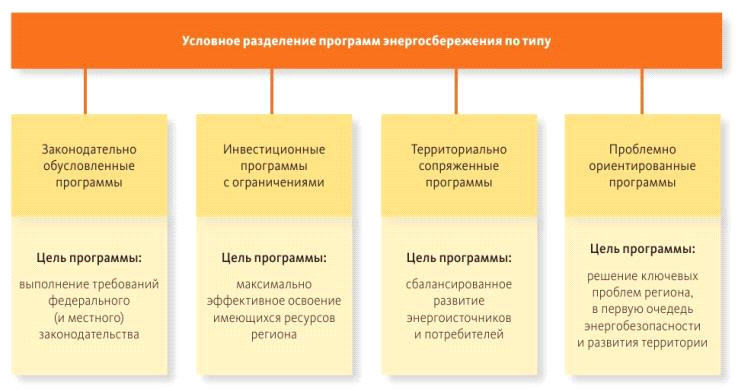 Условное разделение программ энергосбережения по типу
Законодательно
обусловленные
программы
Цель программы:
выполнение требований
федерального
(и местного)
законодательства
Инвестиционные
программы
с ограничениями
Цель программы:
максимально
эффективное освоение
имеющихся ресурсов
региона
Территориально
сопряженные
программы
Цель программы:
сбалансированное
развитие
энергоисточников
и потребителей
Проблемно
ориентированные
программы
Цель программы:
решение ключевых
проблем региона,
в первую очедедь
энергобезопасности
и развития территории